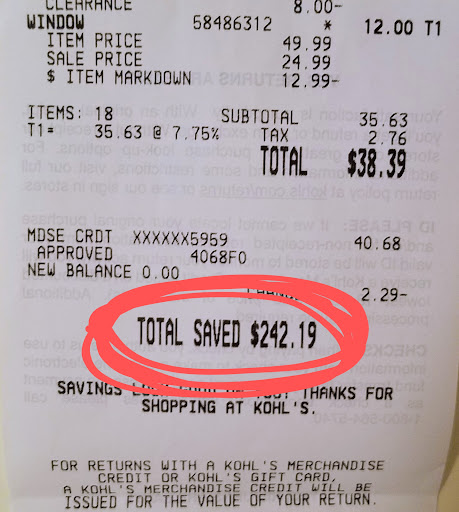 CLEARANCE 8.00-
WINDOW 58486312 * 12.00 T1
ITEM PRICE 49.99
SALE PRICE 24.99
$ ITEM MARKDOWN 12.99-
ITEMS: 18 SUBTOTAL 35.63
T1= 35.63 @ 7.75% TAX 2.76
TOTAL $38.39
MDSE CRDT XXXXXX5959 40.68
APPROVED 4068F0
NEW BALANCE 0.00
2.29-
TOTAL SAVED $242.19
SAVINGS THANKS FOR
SHOPPING AT KOHL'S.
FOR RETURNS WITH A KOHL'S MERCHANDISE
CREDIT OR KOHL'S GIFT CARD,
A KOHL'S MERCHANDISE CREDIT WILL BE
ISSUED FOR THE VALUE OF YOUR RETURN.